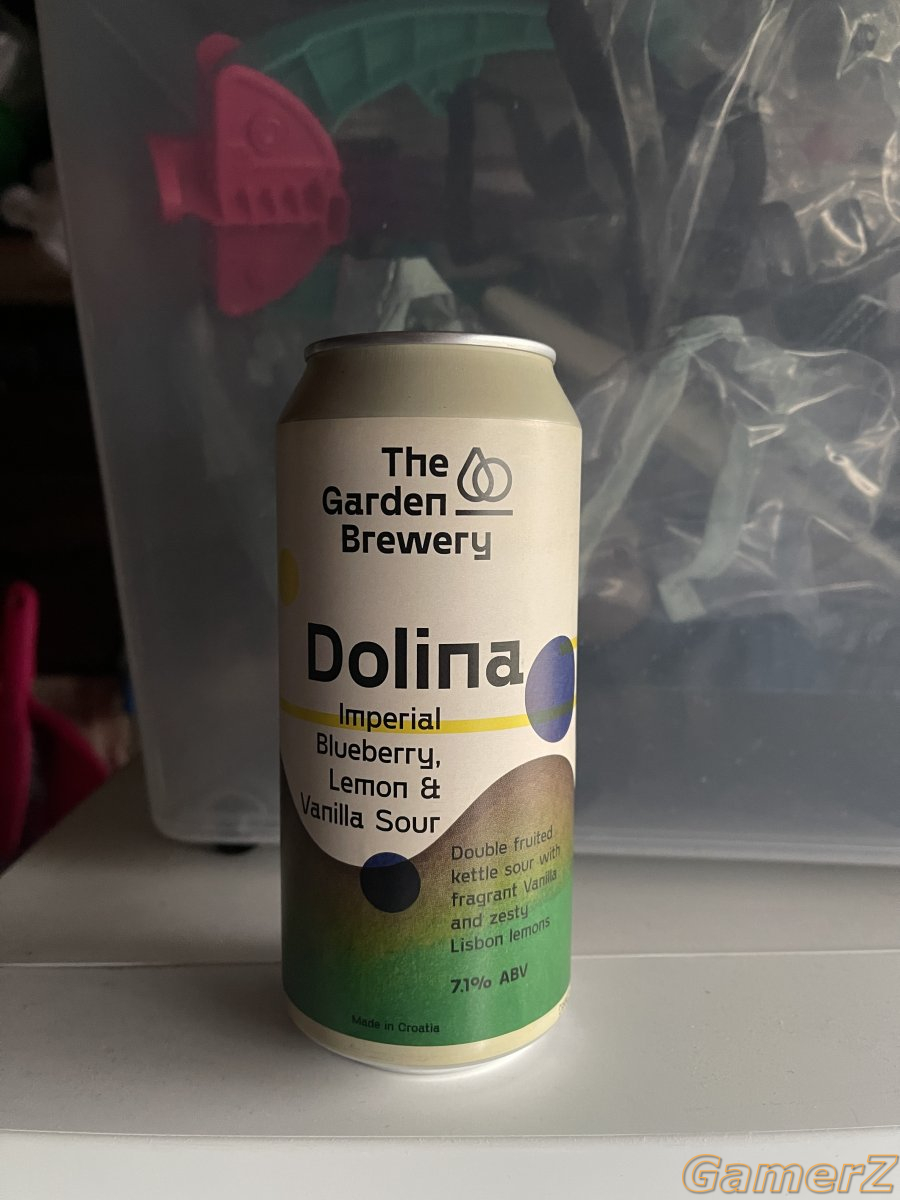 The
Garden
Brewery
Dolina
Imperial
Blueberry,
Lemon &
Vanilla Sour
Double fruited
kettle sour with
fragrant Vanilla
and zesty
Lisbon lemons
7.1% ABV
Made in Croatia
GamerZ